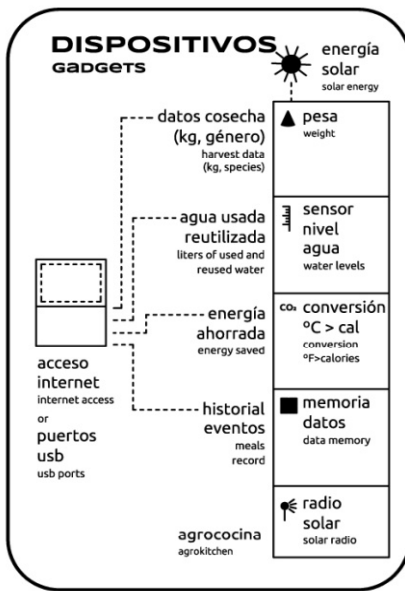 DISPOSITIVOS
GADGETS
energía
solar
solar energy
datos cosecha
(kg, género)
harvest data
(kg, species)
pesa
weight
agua usada
reutilizada
liters of used and
reused water
sensor
nivel
agua
water levels
energía
ahorrada
energy saved
CO₂ conversión
ºC > cal
conversion
ºF>calories
acceso
internet
internet access
or
puertos
usb
usb ports
historial
eventos
meals
record
memoria
datos
data memory
agrococina
agrokitchen
radio
solar
solar radio